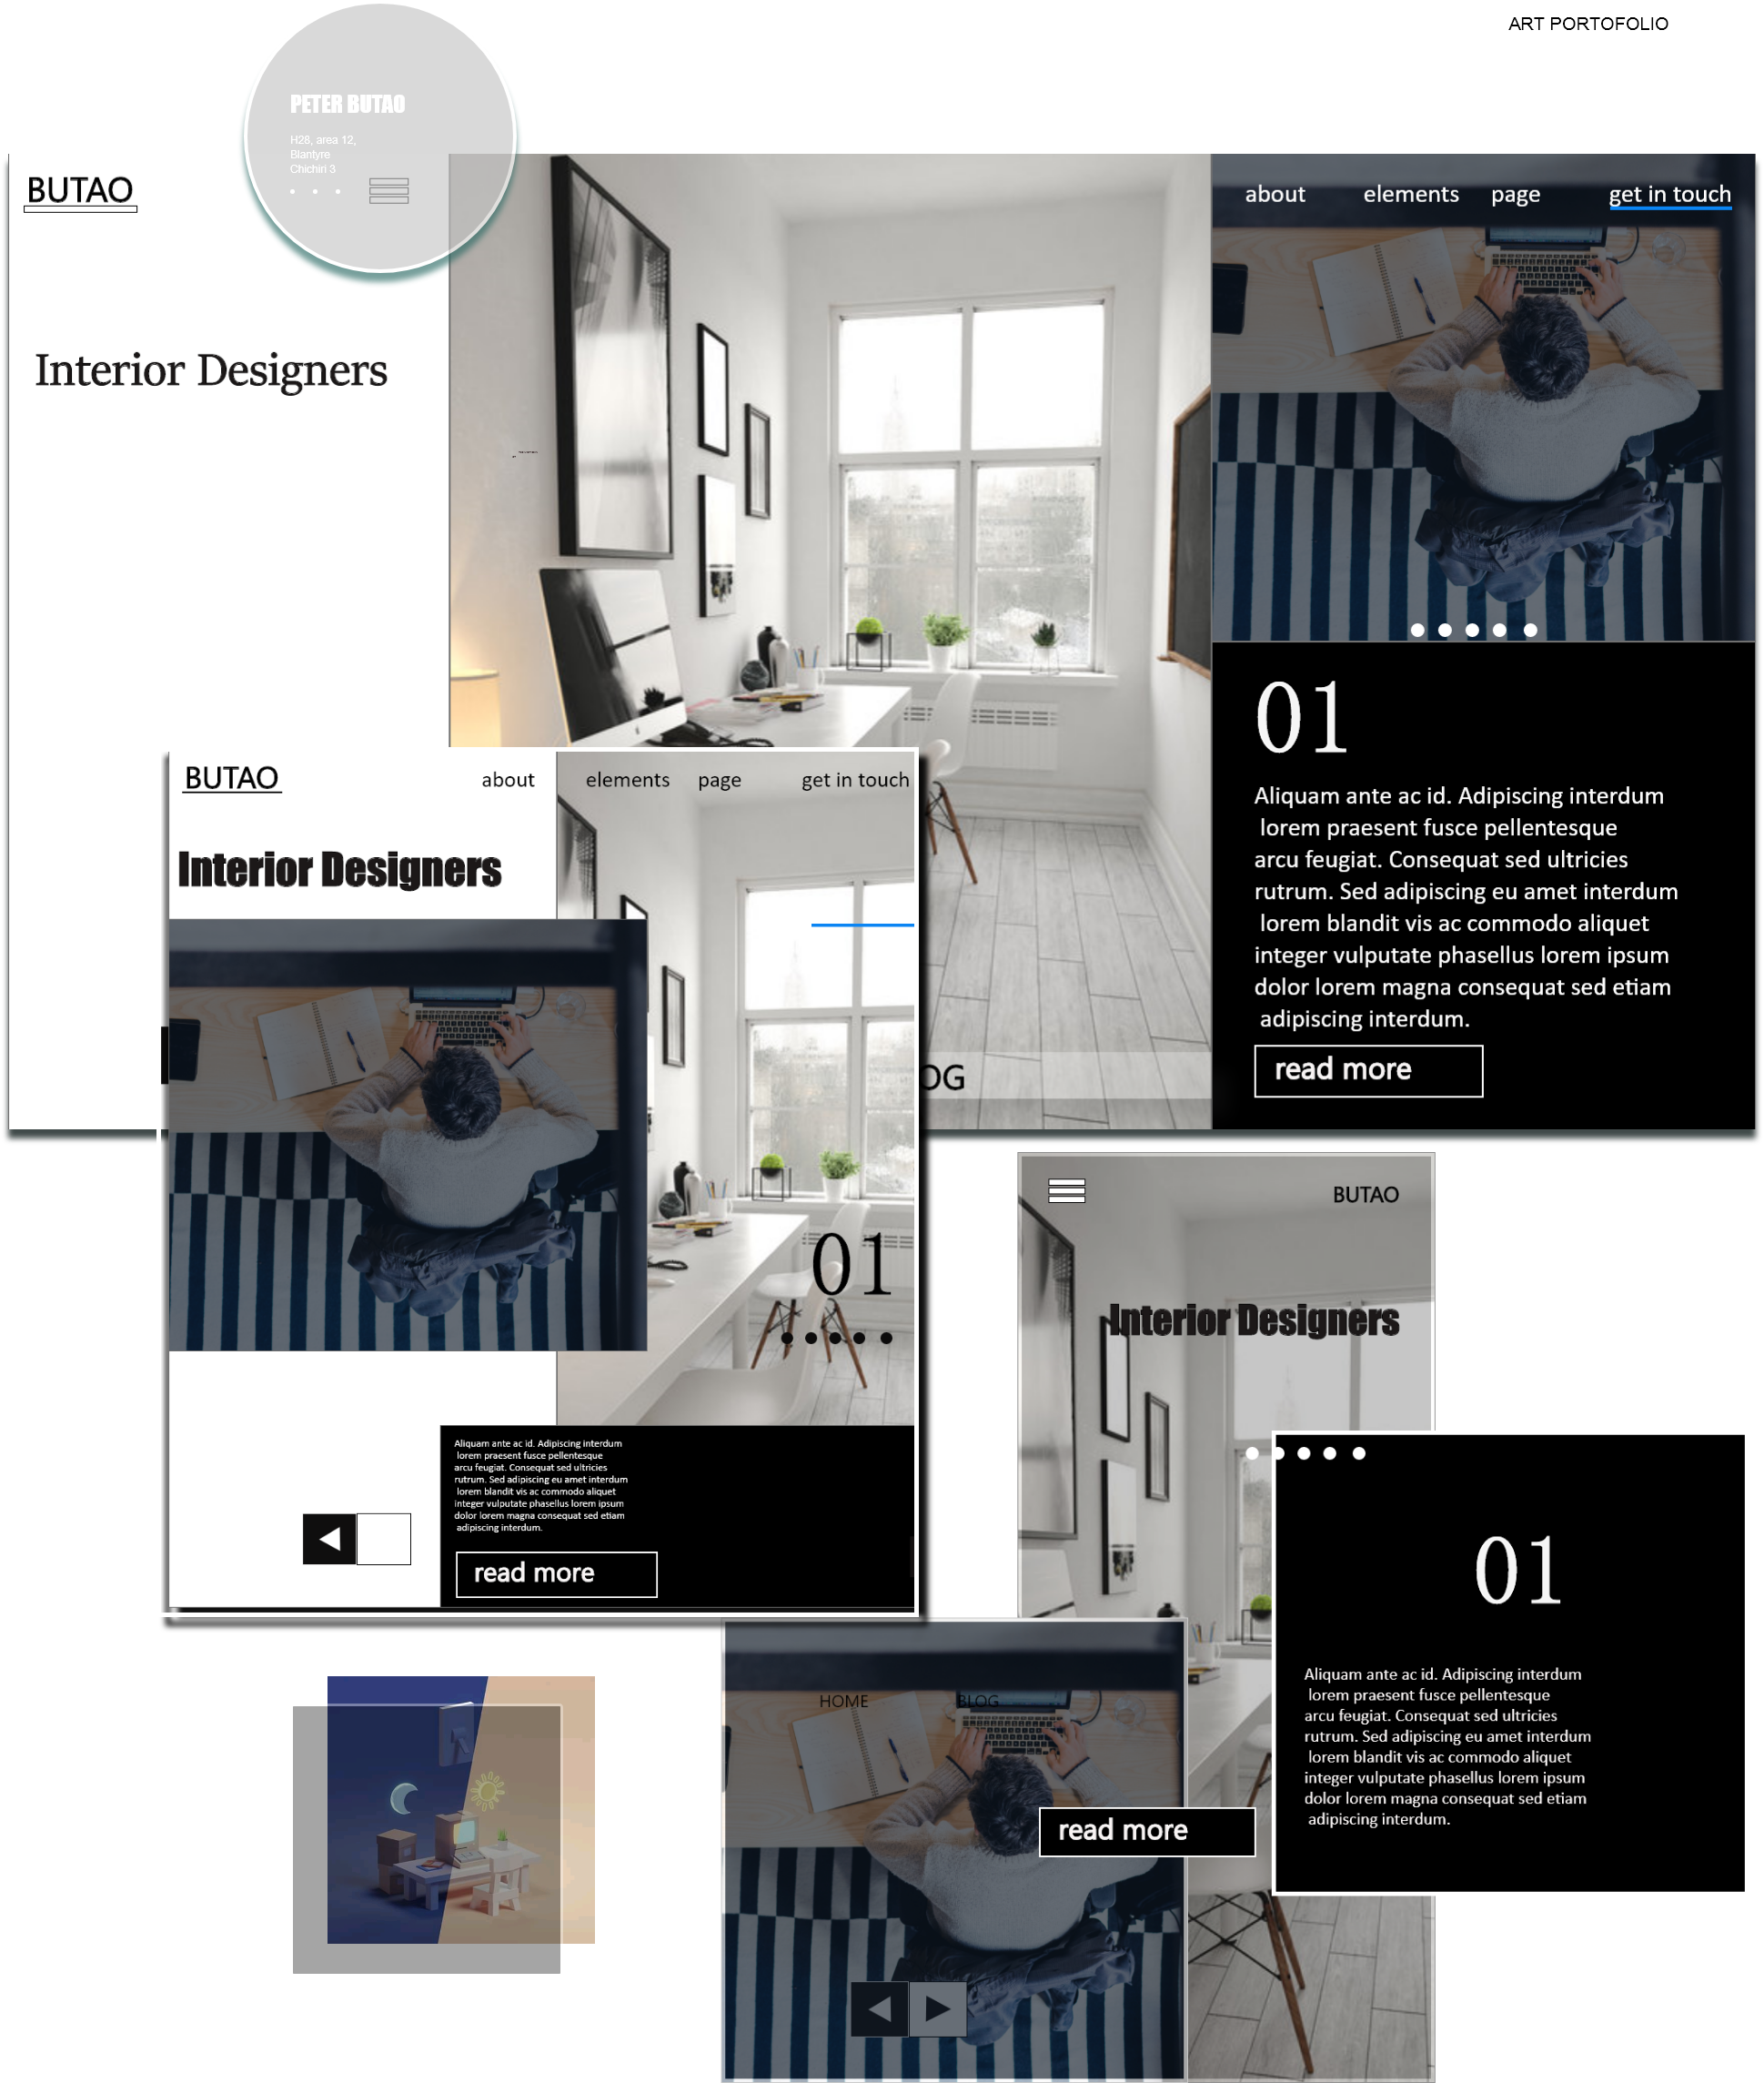 ART PORTOFOLIO
PETER BUTAO
H28, area 12,
Blantyre
Chichiri 3
BUTAO
about elements page get in touch
Interior Designers
01
Aliquam ante ac id. Adipiscing interdum
lorem praesent fusce pellentesque
arcu feugiat. Consequat sed ultricies
rutrum. Sed adipiscing eu amet interdum
lorem blandit vis ac commodo aliquet
integer vulputate phasellus lorem ipsum
dolor lorem magna consequat sed etiam
adipiscing interdum.
read more
OG
BUTAO
about elements page get in touch
Interior Designers
01
Aliquam ante ac id. Adipiscing interdum
lorem praesent fusce pellentesque
arcu feugiat. Consequat sed ultricies
rutrum. Sed adipiscing eu amet interdum
lorem blandit vis ac commodo aliquet
integer vulputate phasellus lorem ipsum
dolor lorem magna consequat sed etiam
adipiscing interdum.
read more
BUTAO
Interior Designers
01
Aliquam ante ac id. Adipiscing interdum
lorem praesent fusce pellentesque
arcu feugiat. Consequat sed ultricies
rutrum. Sed adipiscing eu amet interdum
lorem blandit vis ac commodo aliquet
integer vulputate phasellus lorem ipsum
dolor lorem magna consequat sed etiam
adipiscing interdum.
HOME BLOG
read more